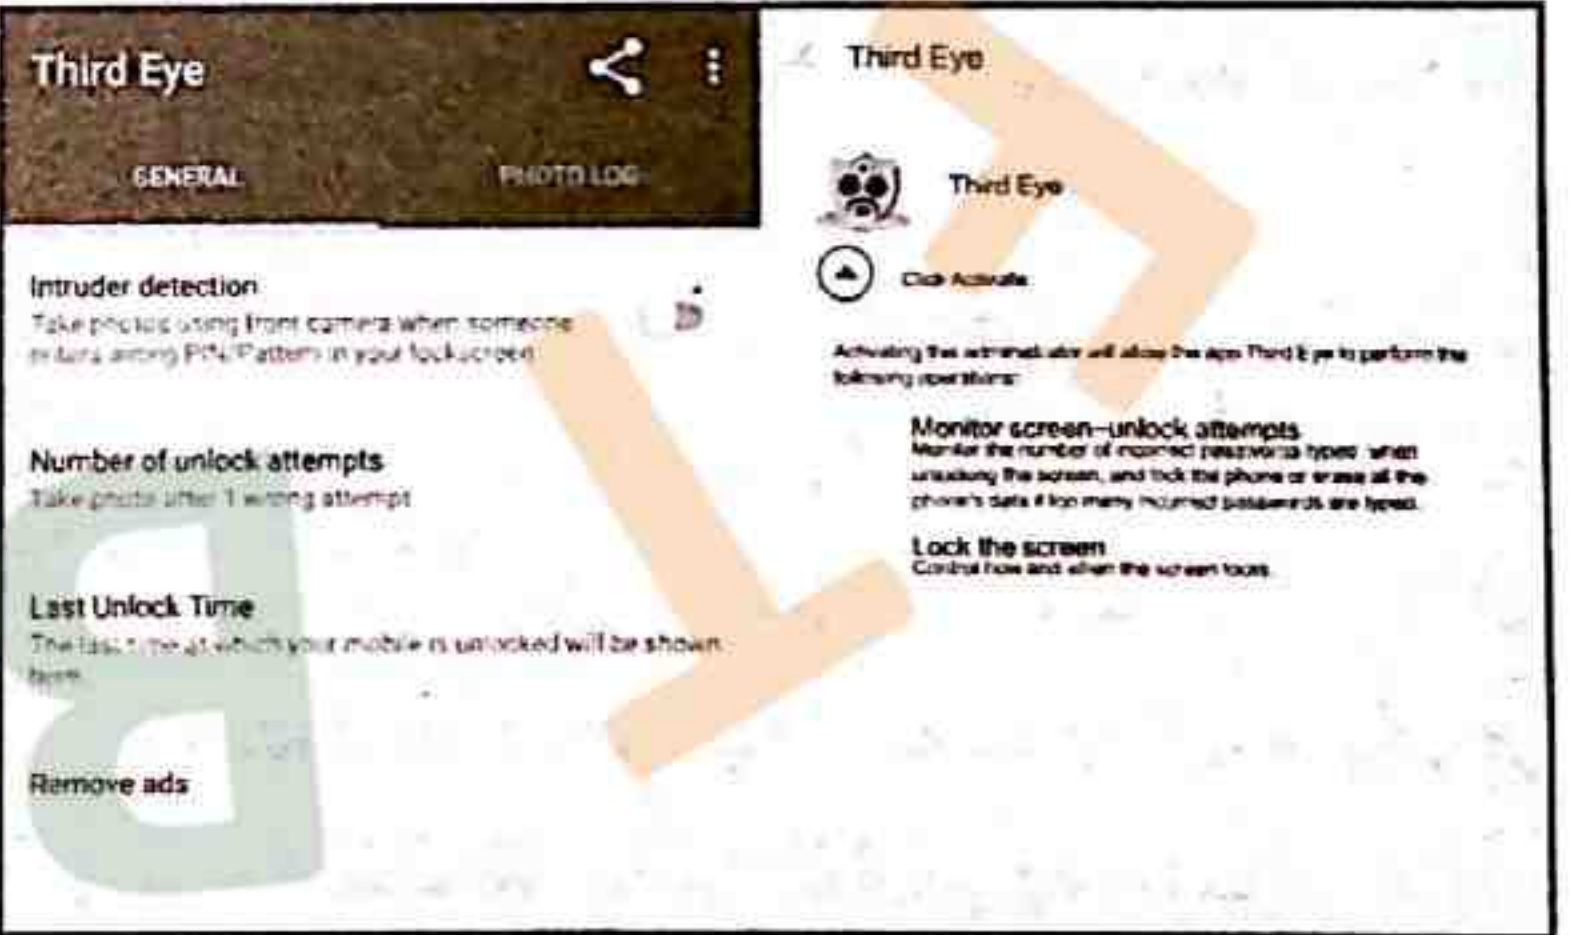 Third Eye
GENERAL
PHOTO LOG
Intruder detection
Take photos using front camera when someone
enters wrong PIN/Pattern in your lockscreen
Number of unlock attempts
Take photo after 1 wrong attempt
Last Unlock Time
The last time at which your mobile is unlocked will be shown
here
Remove ads
Third Eye
Third Eye
Click Activate
Activating this administrator will allow the app Third Eye to perform the
following operations:
Monitor screen-unlock attempts
Monitor the number of incorrect passwords typed. when
unlocking the screen, and lock the phone or erase all the
phone's data if too many incorrect passwords are typed.
Lock the screen
Control how and when the screen locks.